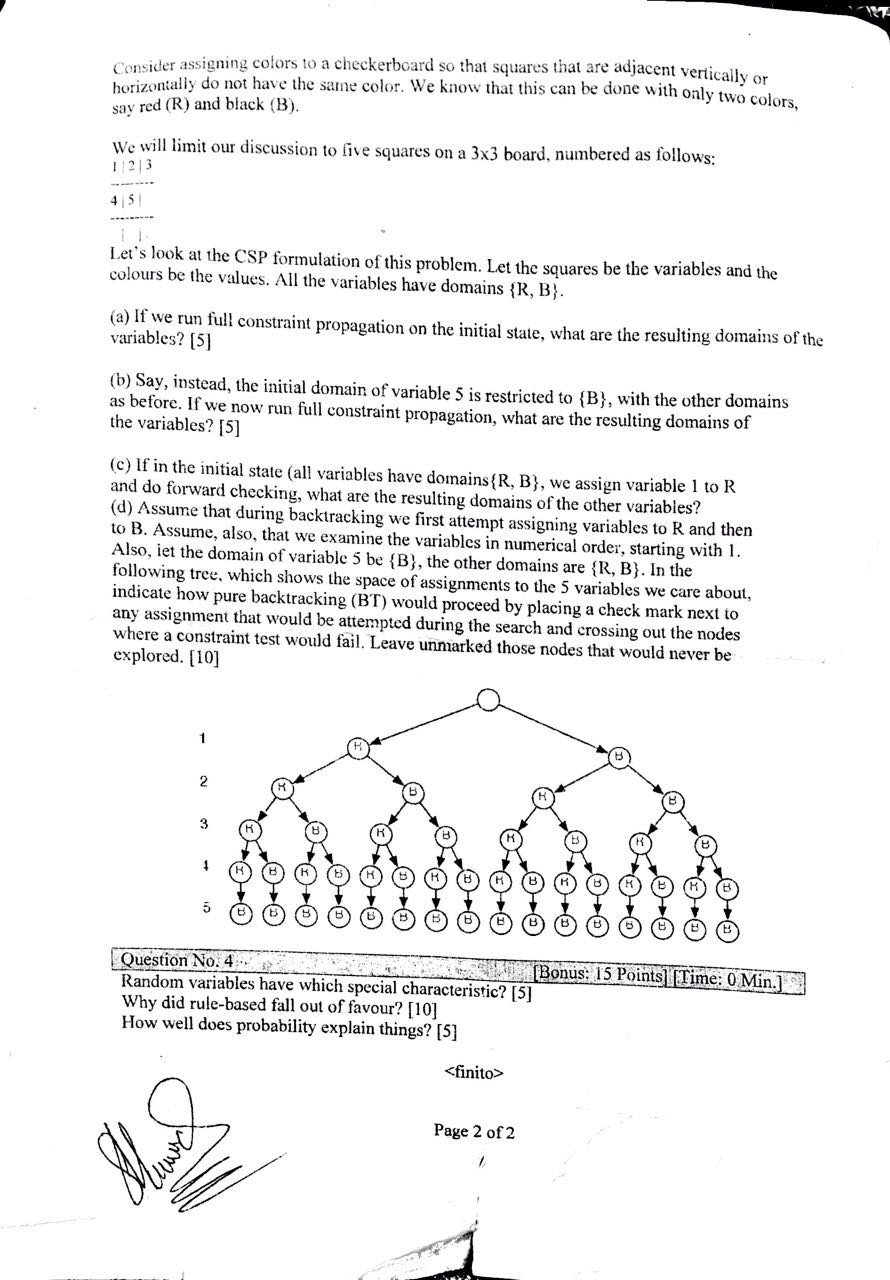 Consider assigning colors to a checkerboard so that squares that are adjacent vertically or
horizontally do not have the same color. We know that this can be done with only two colors,
say red (R) and black (B).
We will limit our discussion to five squares on a 3x3 board, numbered as follows:
1 | 2 | 3
---------
4 | 5 |
---------
| |
Let's look at the CSP formulation of this problem. Let the squares be the variables and the
colours be the values. All the variables have domains {R, B}.
(a) If we run full constraint propagation on the initial state, what are the resulting domains of the
variables? [5]
(b) Say, instead, the initial domain of variable 5 is restricted to {B}, with the other domains
as before. If we now run full constraint propagation, what are the resulting domains of
the variables? [5]
(c) If in the initial state (all variables have domains{R, B}, we assign variable 1 to R
and do forward checking, what are the resulting domains of the other variables?
(d) Assume that during backtracking we first attempt assigning variables to R and then
to B. Assume, also, that we examine the variables in numerical order, starting with 1.
Also, let the domain of variable 5 be {B}, the other domains are {R, B}. In the
following tree, which shows the space of assignments to the 5 variables we care about,
indicate how pure backtracking (BT) would proceed by placing a check mark next to
any assignment that would be attempted during the search and crossing out the nodes
where a constraint test would fail. Leave unmarked those nodes that would never be
explored. [10]
1 R B
2 R B R B
3 R B R B R B R B
4 R B R B R B R B R B R B R B R B
5 B B B B B B B B B B B B B B B B
Question No. 4 [Bonus: 15 Points] [Time: 0 Min.]
Random variables have which special characteristic? [5]
Why did rule-based fall out of favour? [10]
How well does probability explain things? [5]
<finito>
Page 2 of 2